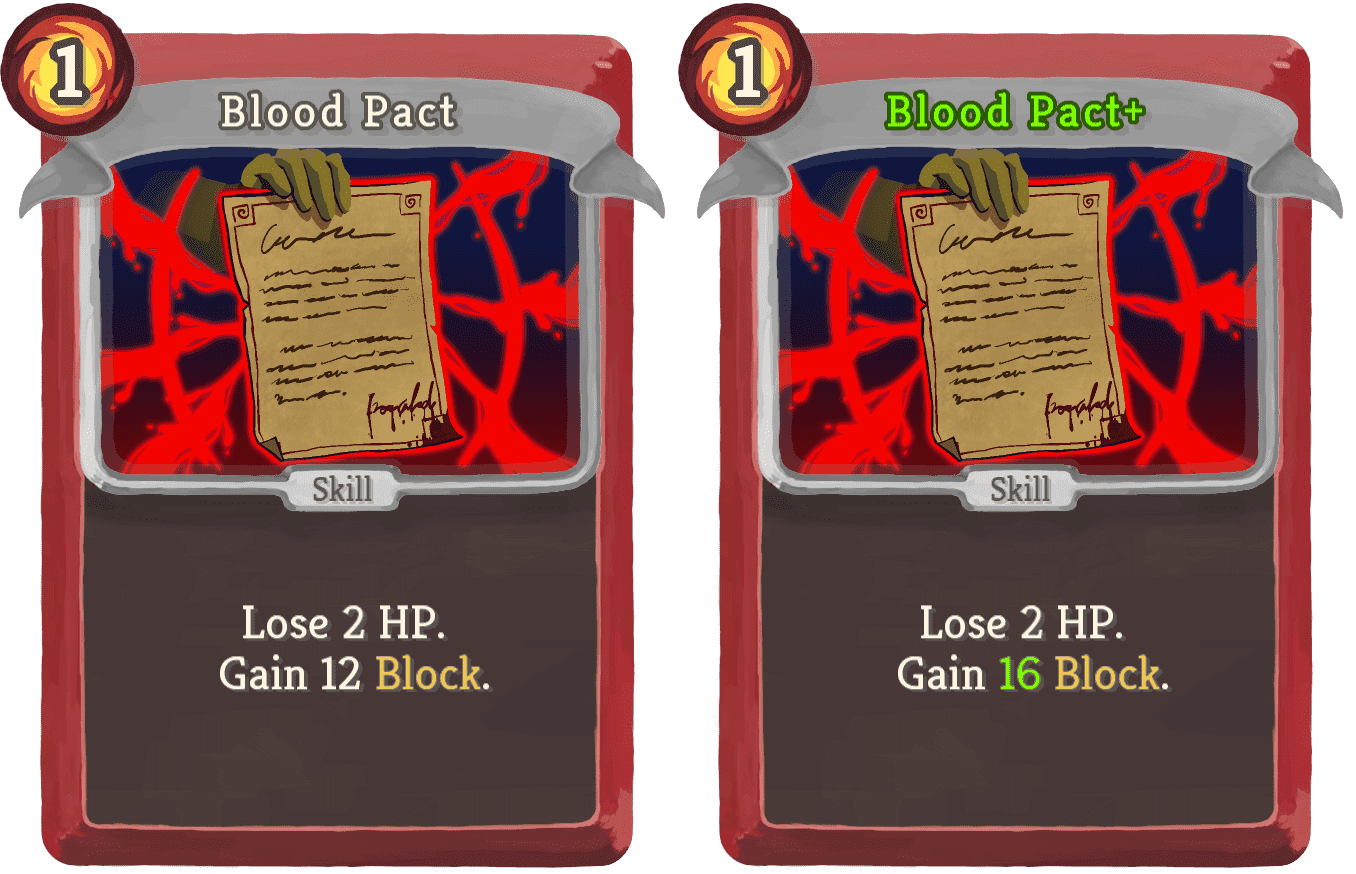 1
Blood Pact
Skill
Lose 2 HP.
Gain 12 Block.
1
Blood Pact+
Skill
Lose 2 HP.
Gain 16 Block.